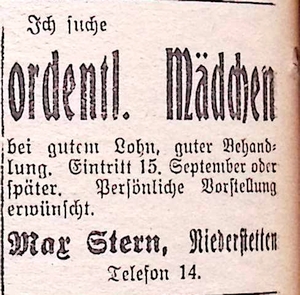 Ich suche
ordentl. Mädchen
bei gutem Lohn, guter Behand-
lung. Eintritt 15. September oder
später. Persönliche Vorstellung
erwünscht.
Max Stern, Niederstetten
Telefon 14.